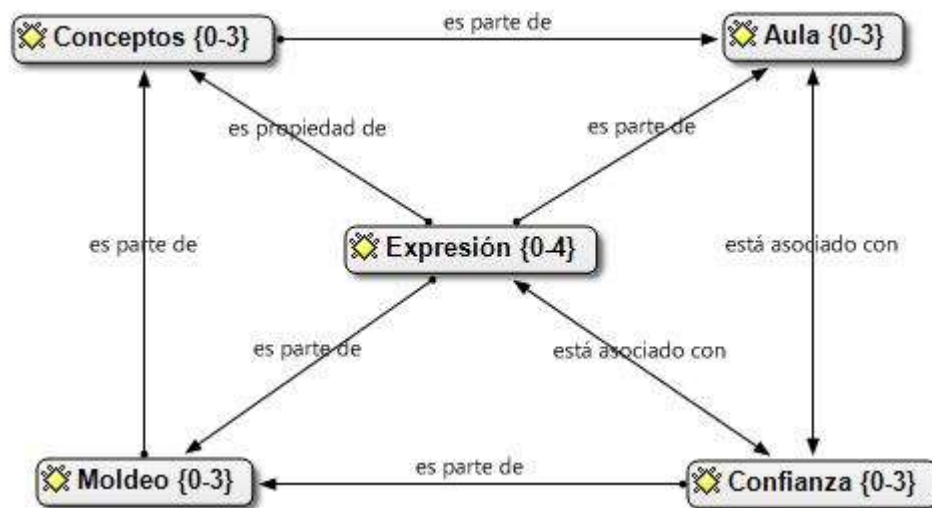 es parte de
Conceptos {0-3}
Aula {0-3}
es propiedad de
es parte de
es parte de
Expresión {0-4}
está asociado con
es parte de
está asociado con
es parte de
Moldeo {0-3}
Confianza {0-3}